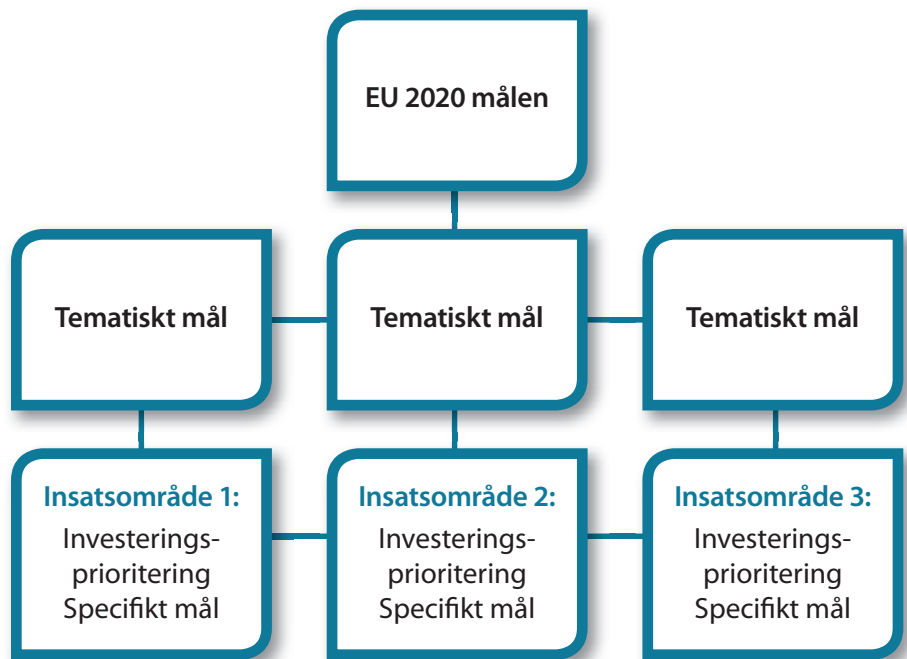 EU 2020 målen
Tematiskt mål
Tematiskt mål
Tematiskt mål
Insatsområde 1:
Investerings-
prioritering
Specifikt mål
Insatsområde 2:
Investerings-
prioritering
Specifikt mål
Insatsområde 3:
Investerings-
prioritering
Specifikt mål